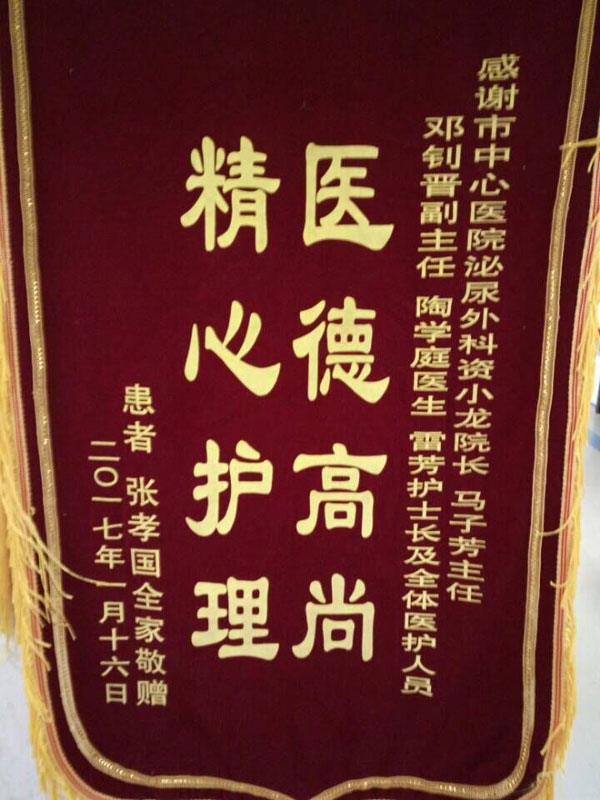 感谢市中心医院泌尿外科资小龙院长 马子芳主任
邓钊晋副主任 陶学庭医生 雷芳护士长及全体医护人员
医德高尚
精心护理
患者 张孝国全家敬赠
二〇一七年一月十六日